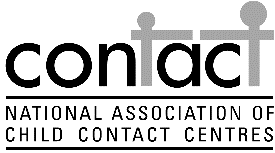 contact
NATIONAL ASSOCIATION OF
CHILD CONTACT CENTRES